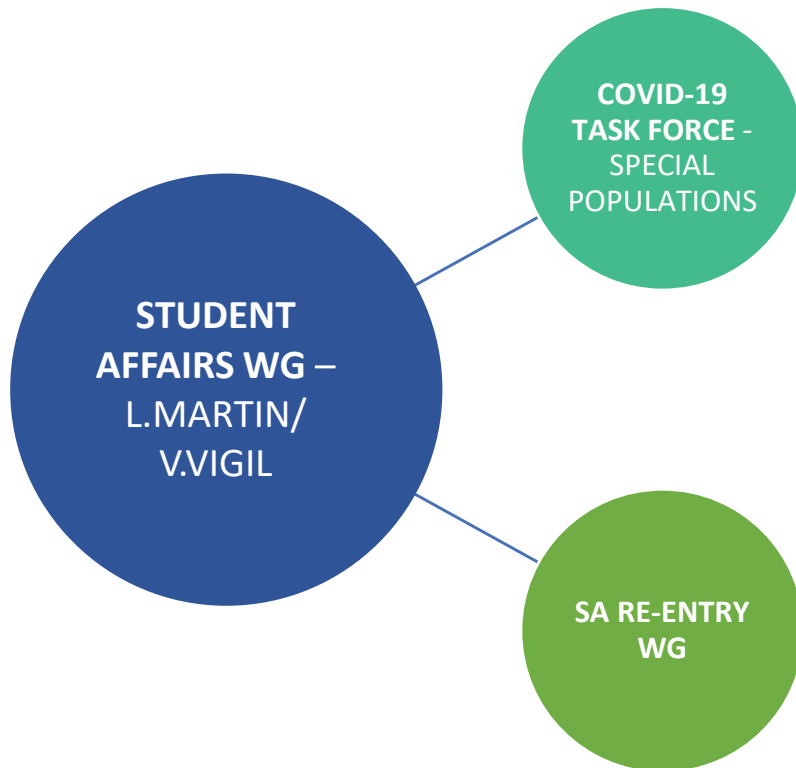 COVID-19
TASK FORCE -
SPECIAL
POPULATIONS
STUDENT
AFFAIRS WG –
L.MARTIN/
V.VIGIL
SA RE-ENTRY
WG